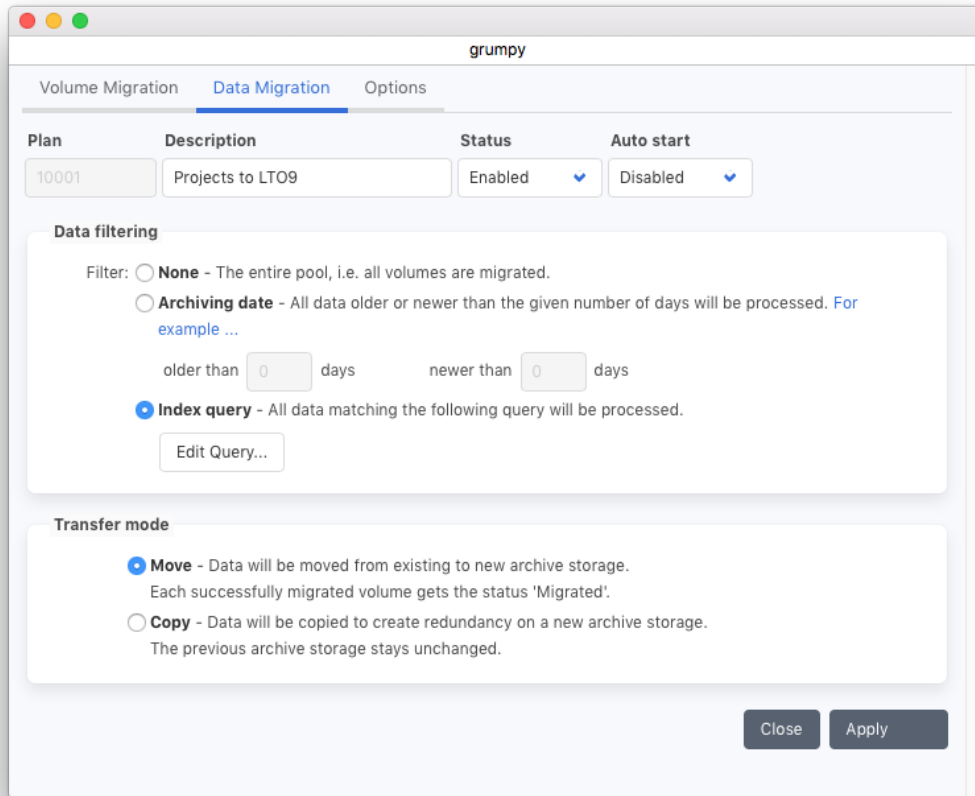 grumpy
Volume Migration Data Migration Options
Plan Description Status Auto start
10001 Projects to LTO9 Enabled Disabled
Data filtering
Filter: None - The entire pool, i.e. all volumes are migrated.
Archiving date - All data older or newer than the given number of days will be processed. For
example ...
older than 0 days newer than 0 days
Index query - All data matching the following query will be processed.
Edit Query...
Transfer mode
Move - Data will be moved from existing to new archive storage.
Each successfully migrated volume gets the status 'Migrated'.
Copy - Data will be copied to create redundancy on a new archive storage.
The previous archive storage stays unchanged.
Close Apply